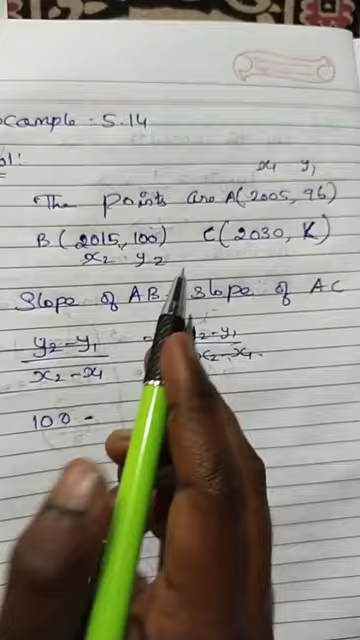 Example : 5.14
Sol:
x1 y1
The points are A(2005, 96)
B (2015, 100) C (2030, K)
x2 y2
Slope of AB = Slope of AC
y2-y1 / x2-x1 = y2-y1 / x2-x1.
100 -